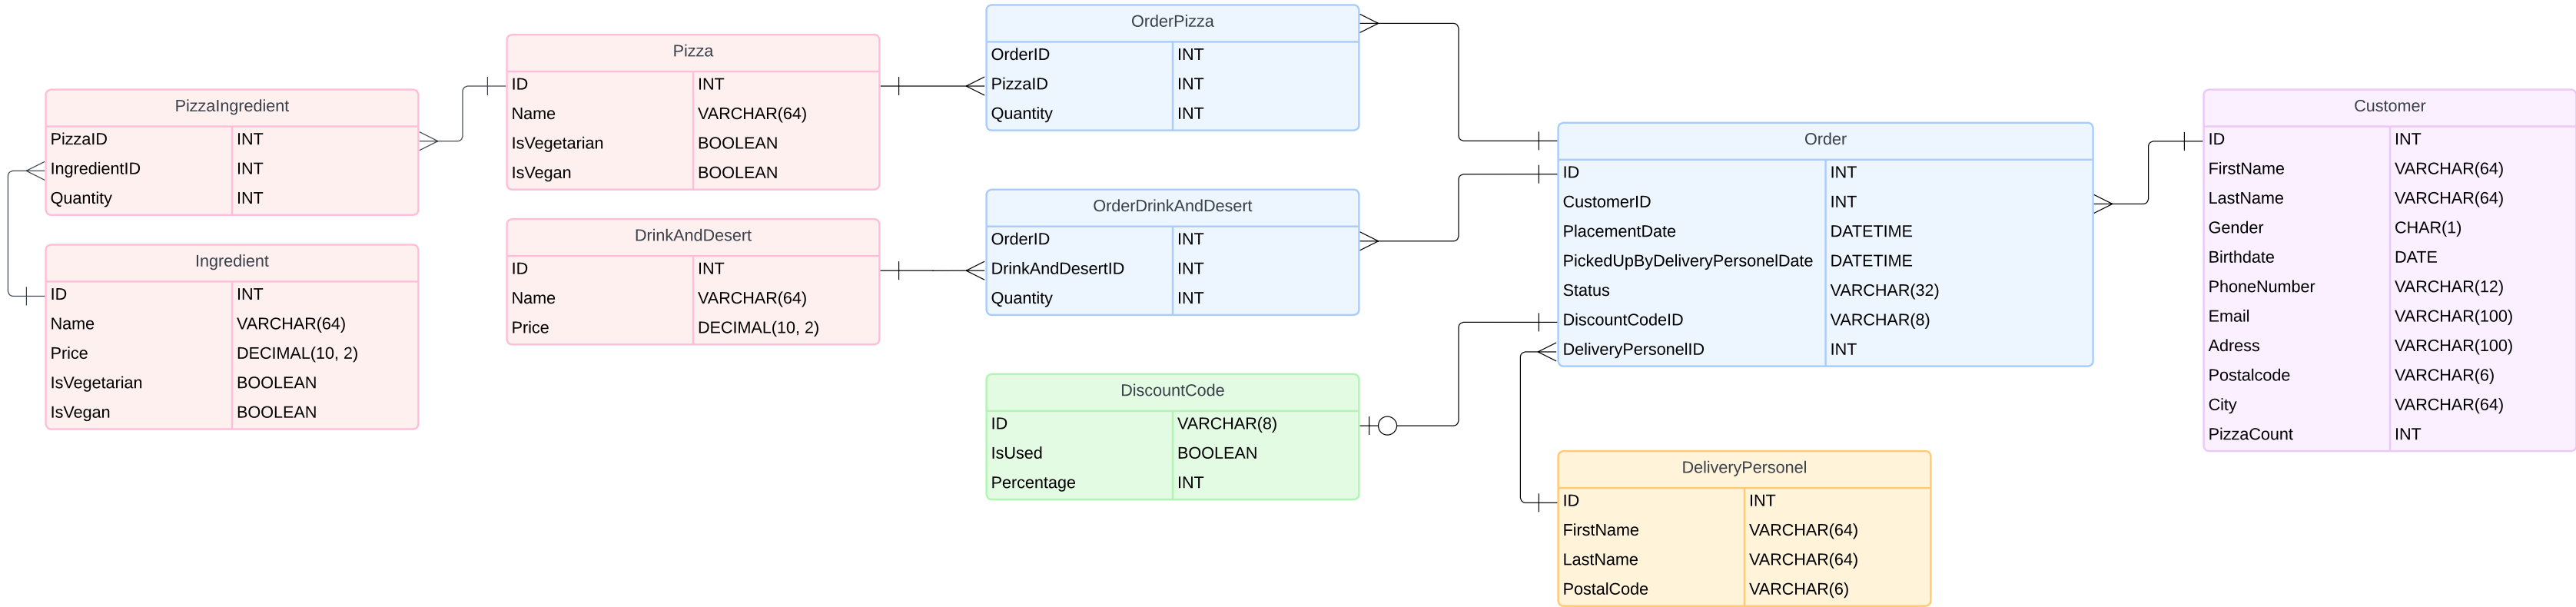 PizzaIngredient
PizzaID INT
IngredientID INT
Quantity INT
Ingredient
ID INT
Name VARCHAR(64)
Price DECIMAL(10, 2)
IsVegetarian BOOLEAN
IsVegan BOOLEAN
Pizza
ID INT
Name VARCHAR(64)
IsVegetarian BOOLEAN
IsVegan BOOLEAN
DrinkAndDesert
ID INT
Name VARCHAR(64)
Price DECIMAL(10, 2)
OrderPizza
OrderID INT
PizzaID INT
Quantity INT
OrderDrinkAndDesert
OrderID INT
DrinkAndDesertID INT
Quantity INT
DiscountCode
ID VARCHAR(8)
IsUsed BOOLEAN
Percentage INT
Order
ID INT
CustomerID INT
PlacementDate DATETIME
PickedUpByDeliveryPersonelDate DATETIME
Status VARCHAR(32)
DiscountCodeID VARCHAR(8)
DeliveryPersonelID INT
DeliveryPersonel
ID INT
FirstName VARCHAR(64)
LastName VARCHAR(64)
PostalCode VARCHAR(6)
Customer
ID INT
FirstName VARCHAR(64)
LastName VARCHAR(64)
Gender CHAR(1)
Birthdate DATE
PhoneNumber VARCHAR(12)
Email VARCHAR(100)
Adress VARCHAR(100)
Postalcode VARCHAR(6)
City VARCHAR(64)
PizzaCount INT